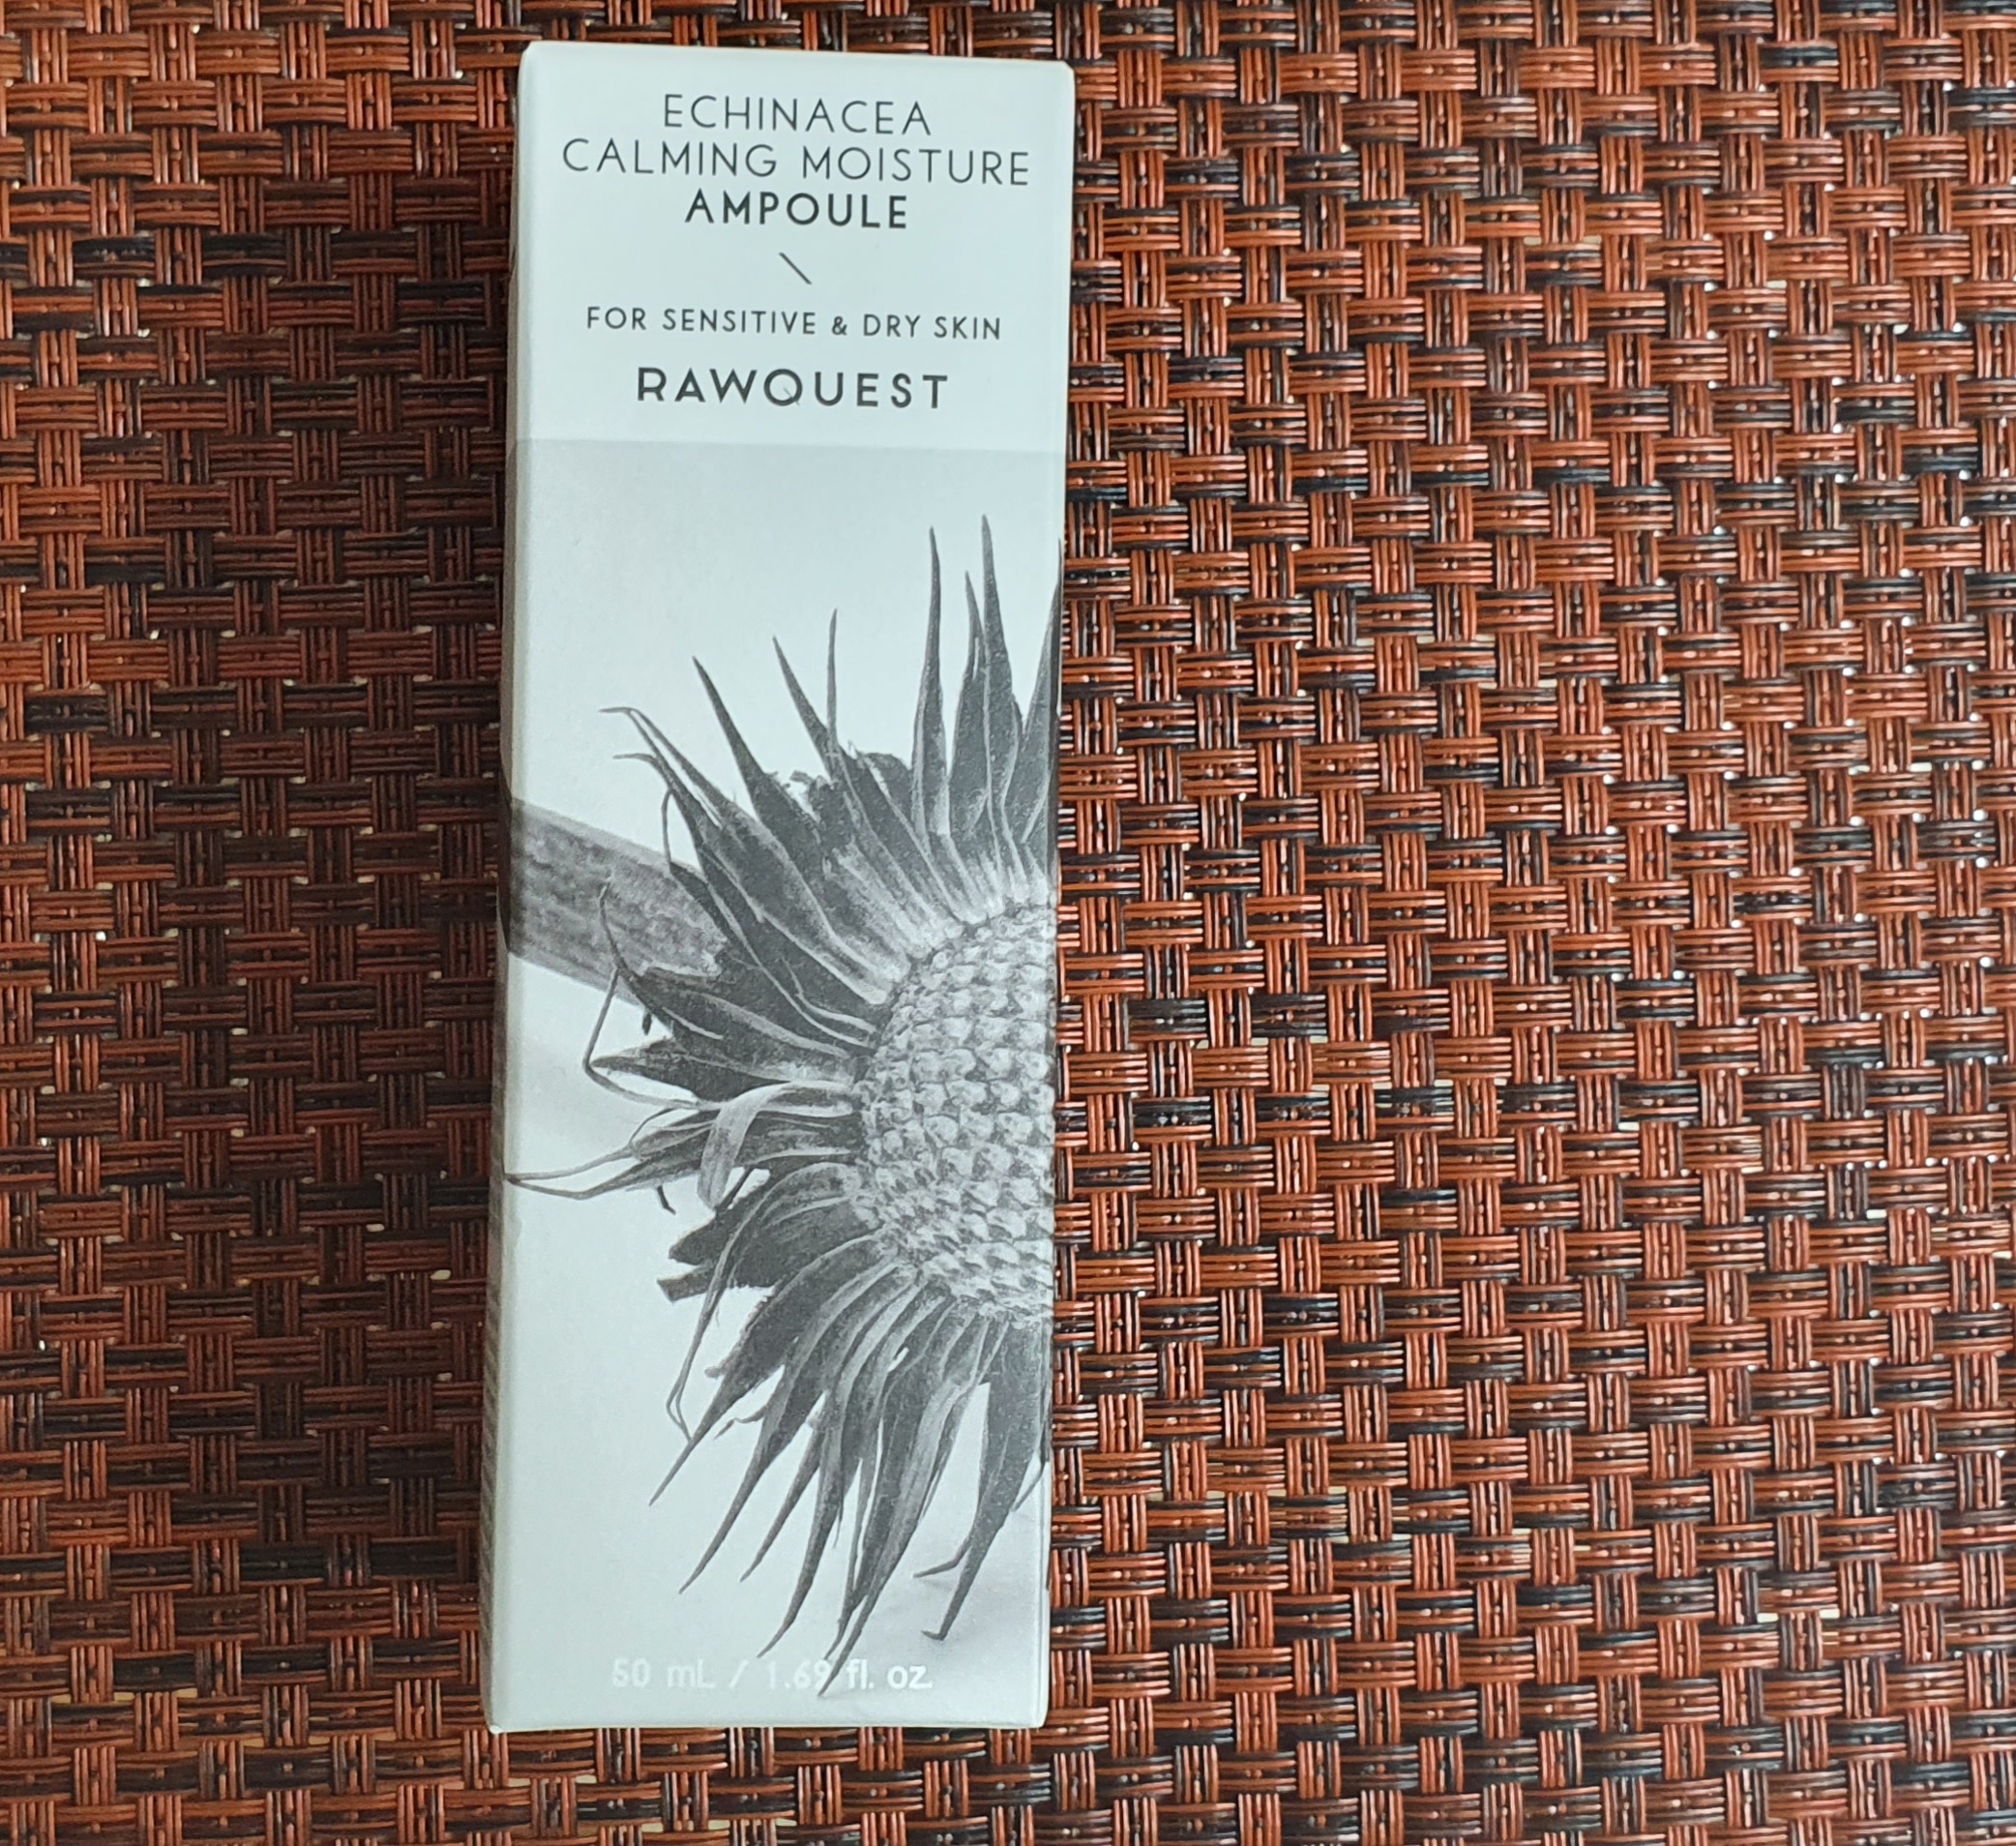 ECHINACEA
CALMING MOISTURE
AMPOULE
\
FOR SENSITIVE & DRY SKIN
RAWQUEST
50 mL / 1.69 fl. oz.